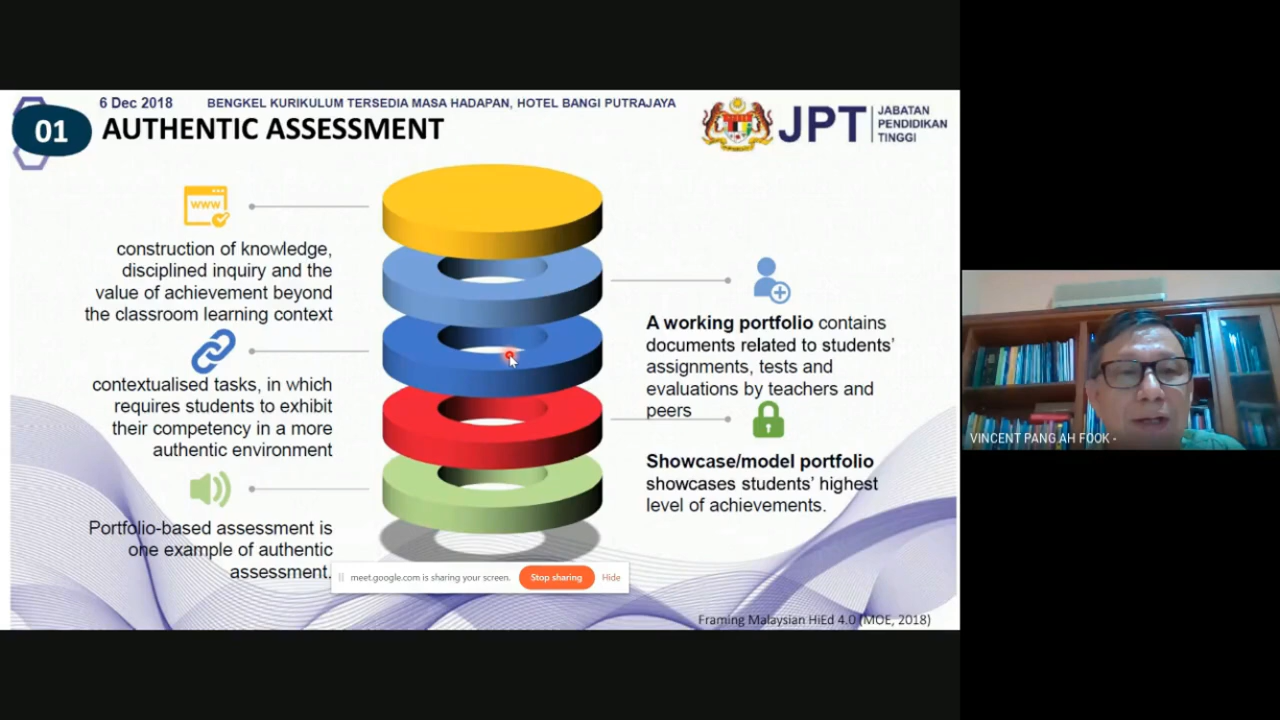 6 Dec 2018 BENGKEL KURIKULUM TERSEDIA MASA HADAPAN, HOTEL BANGI PUTRAJAYA
01 AUTHENTIC ASSESSMENT
JPT
JABATAN
PENDIDIKAN
TINGGI
www
construction of knowledge,
disciplined inquiry and the
value of achievement beyond
the classroom learning context
contextualised tasks, in which
requires students to exhibit
their competency in a more
authentic environment
Portfolio-based assessment is
one example of authentic
assessment.
A working portfolio contains
documents related to students'
assignments, tests and
evaluations by teachers and
peers
Showcase/model portfolio
showcases students' highest
level of achievements.
meet.google.com is sharing your screen. Stop sharing Hide
Framing Malaysian HiEd 4.0 (MOE, 2018)
VINCENT PANG AH FOOK -